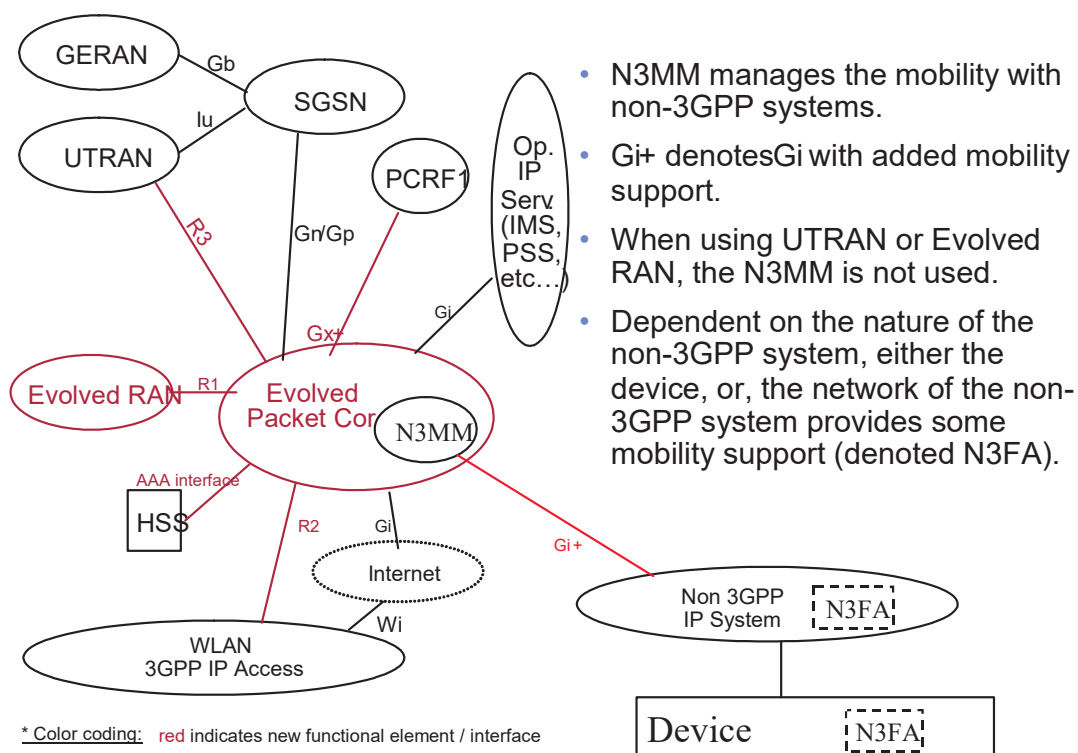 GERAN
Gb
SGSN
Iu
UTRAN
PCRF1
Op.
IP
Serv.
(IMS,
PSS,
etc…)
R3
Gn/Gp
Gx+
Gi
Evolved RAN
R1
Evolved
Packet Cor
N3MM
AAA interface
HSS
R2
Gi
Internet
Wi
WLAN
3GPP IP Access
Gi+
Non 3GPP
IP System
N3FA
Device
N3FA
• N3MM manages the mobility with
non-3GPP systems.
• Gi+ denotesGi with added mobility
support.
• When using UTRAN or Evolved
RAN, the N3MM is not used.
• Dependent on the nature of the
non-3GPP system, either the
device, or, the network of the non-
3GPP system provides some
mobility support (denoted N3FA).
* Color coding: red indicates new functional element / interface